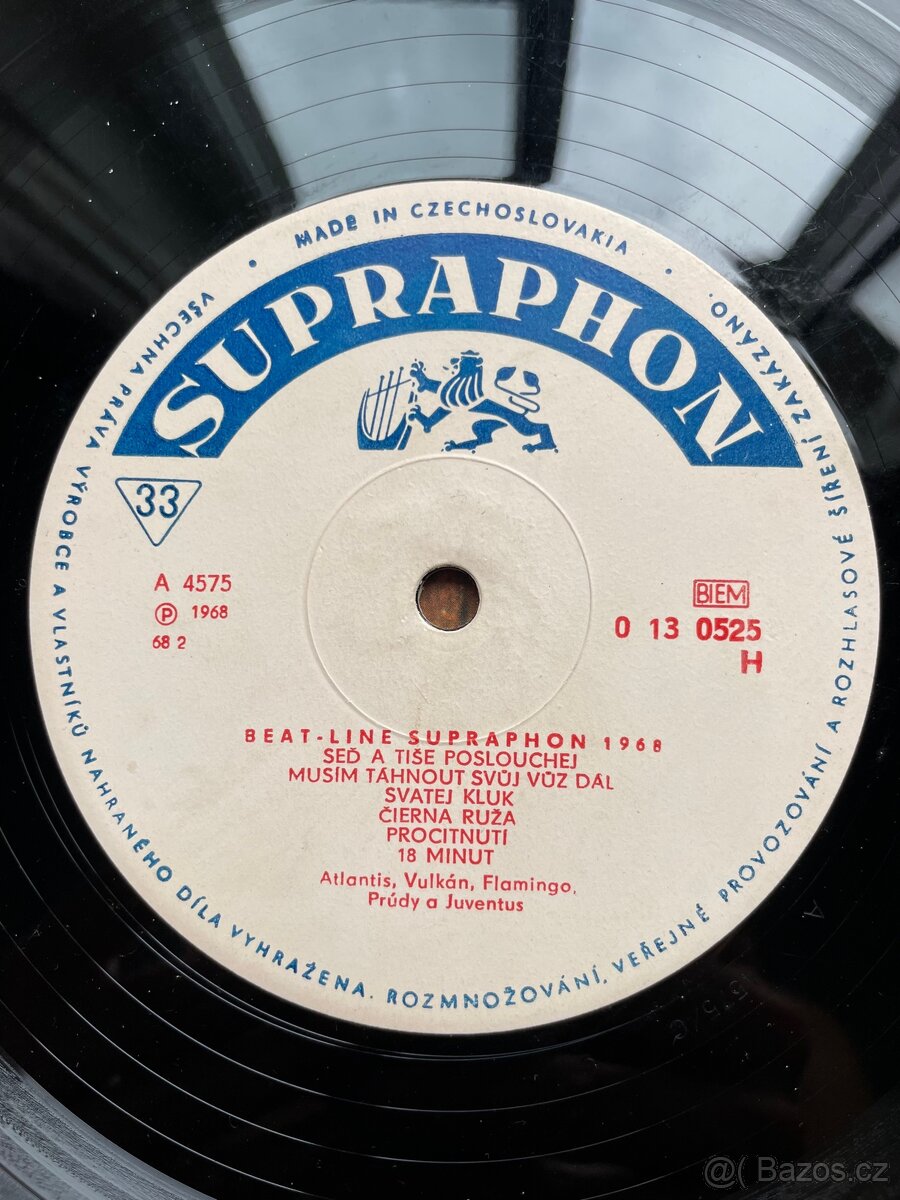 MADE IN CZECHOSLOVAKIA
VŠECHNA PRÁVA VÝROBCE A VLASTNÍKŮ NAHRANÉHO DÍLA VYHRAŽENA. ROZMNOŽOVÁNÍ, VEŘEJNÉ PROVOZOVÁNÍ A ROZHLASOVÉ ŠÍŘENÍ ZAKÁZÁNO.
SUPRAPHON
33
A 4575
Ⓟ 1968
68 2
BIEM
0 13 0525
H
BEAT-LINE SUPRAPHON 1968
SEĎ A TIŠE POSLOUCHEJ
MUSÍM TÁHNOUT SVŮJ VŮZ DÁL
SVATEJ KLUK
ČIERNA RUŽA
PROCITNUTÍ
18 MINUT
Atlantis, Vulkán, Flamingo,
Prúdy a Juventus
A
@( Bazoš.cz